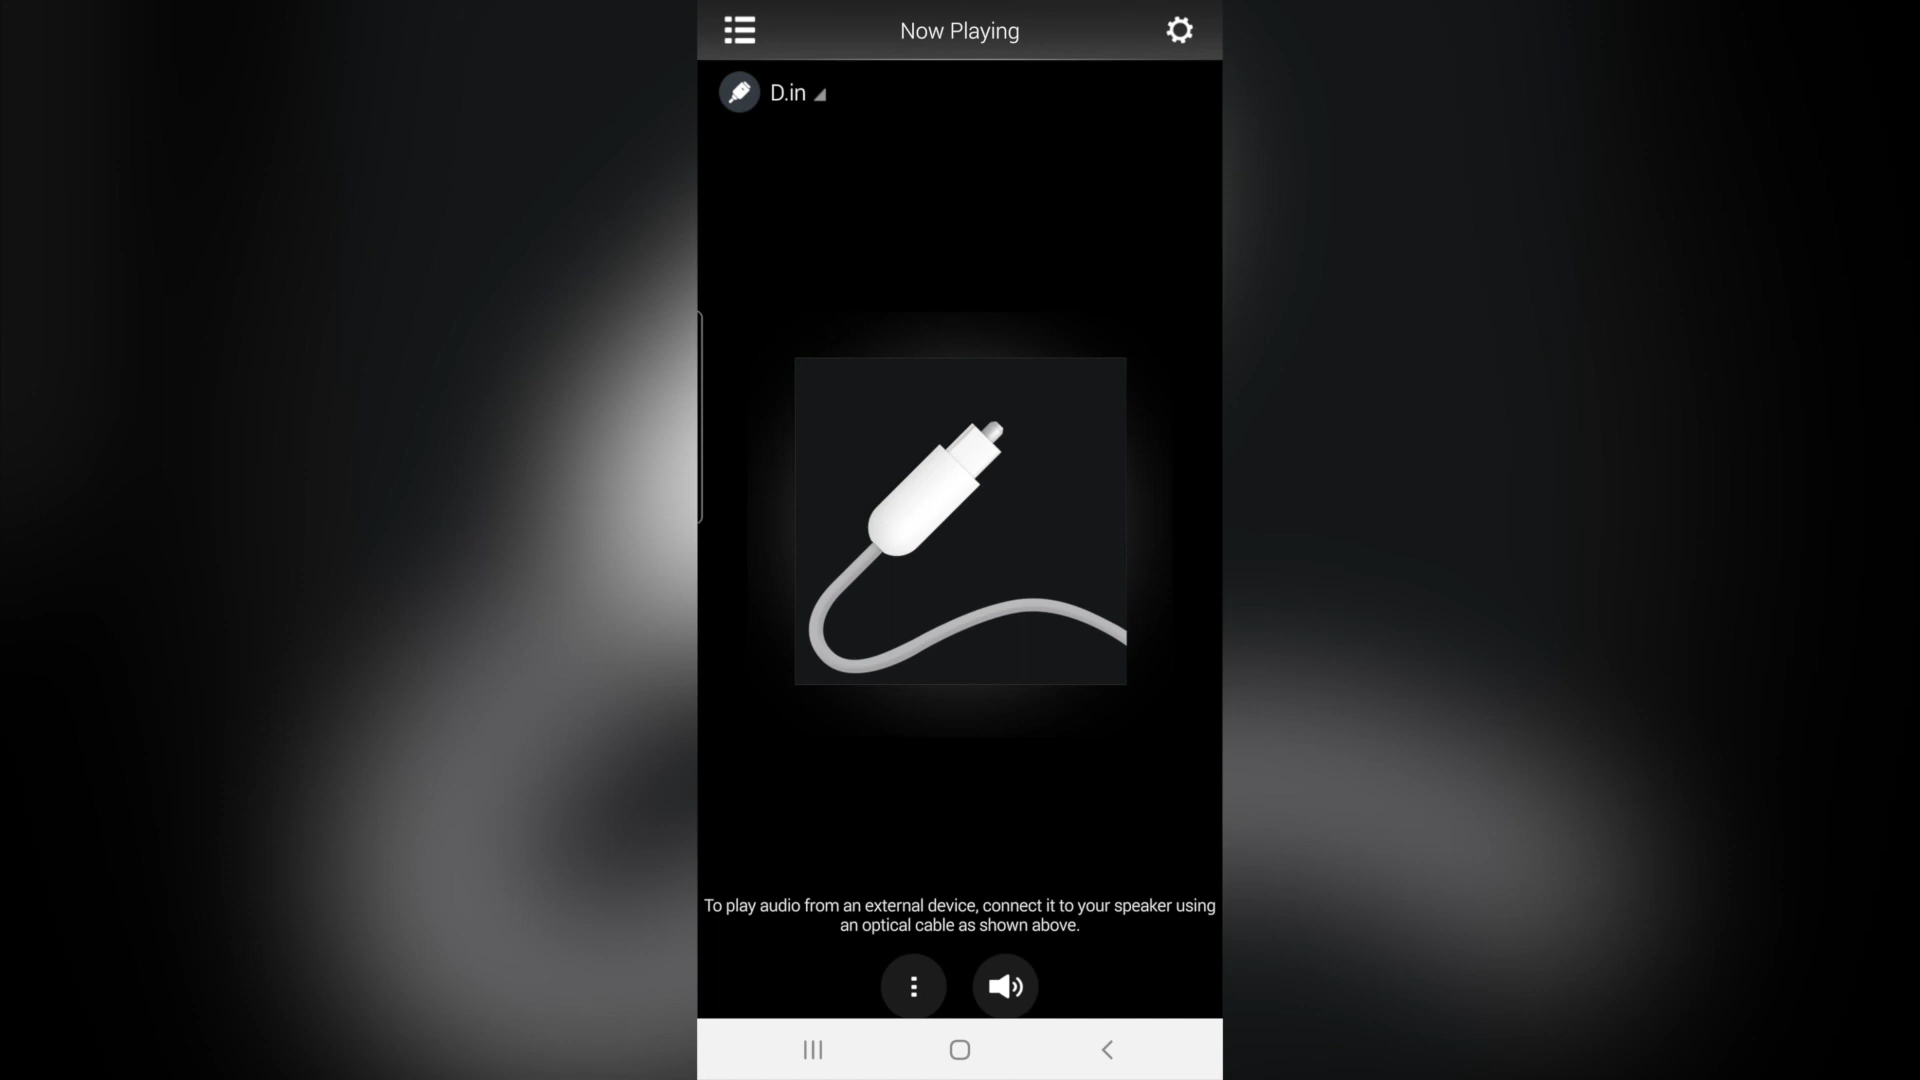 Now Playing
D.in
To play audio from an external device, connect it to your speaker using
an optical cable as shown above.